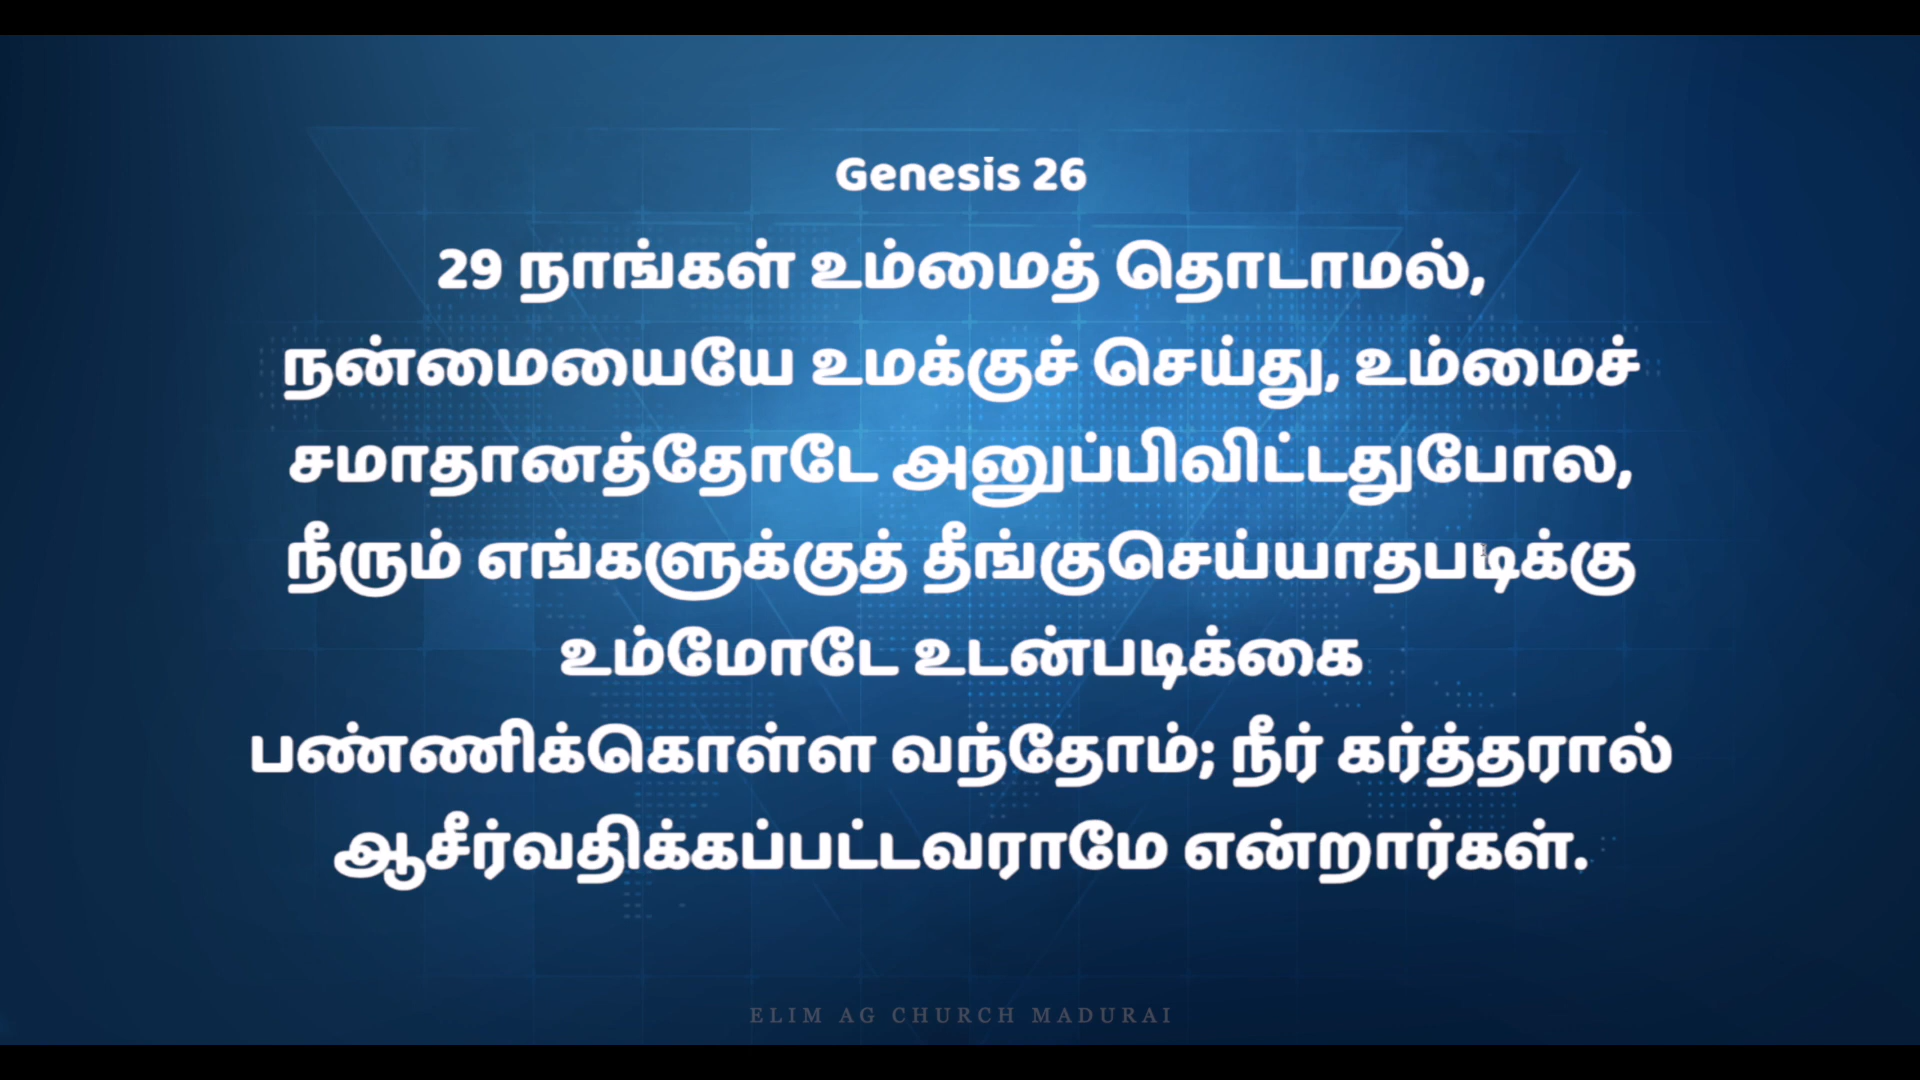 Genesis 26
29 நாங்கள் உம்மைத் தொடாமல்,
நன்மையையே உமக்குச் செய்து, உம்மைச்
சமாதானத்தோடே அனுப்பிவிட்டதுபோல,
நீரும் எங்களுக்குத் தீங்குசெய்யாதபடிக்கு
உம்மோடே உடன்படிக்கை
பண்ணிக்கொள்ள வந்தோம்; நீர் கர்த்தரால்
ஆசீர்வதிக்கப்பட்டவராமே என்றார்கள்.
ELIM AG CHURCH MADURAI